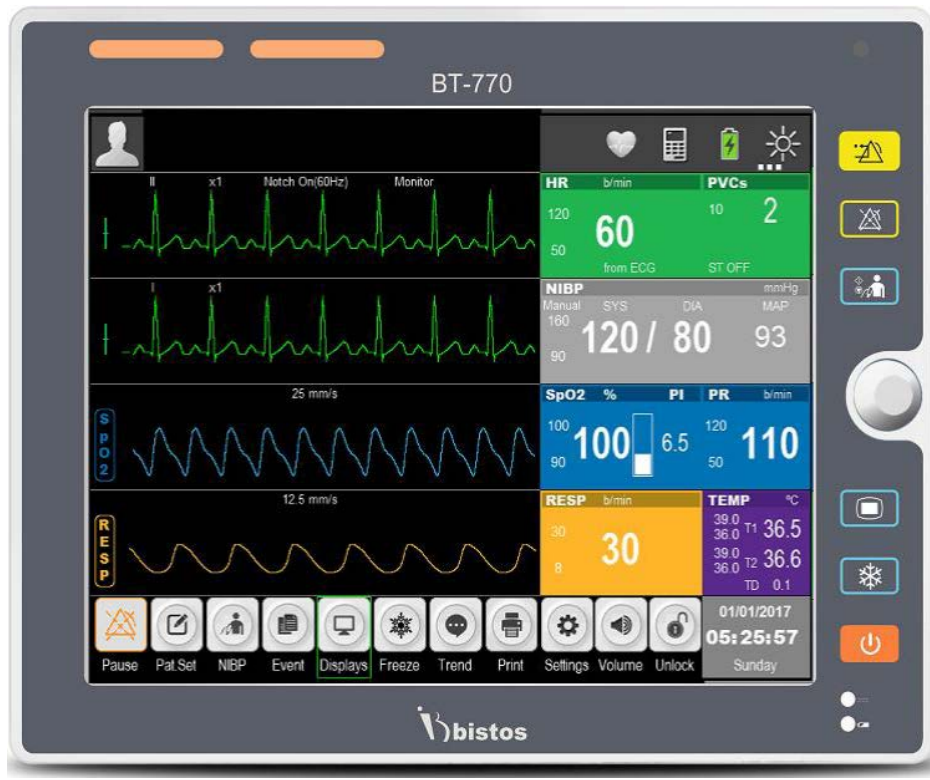 BT-770
II x1 Notch On(60Hz) Monitor
HR b/min PVCs
120 60 10 2
50
from ECG ST OFF
I x1
NIBP mmHg
Manual SYS DIA MAP
160 120 / 80 93
90
25 mm/s
SpO2 % PI PR b/min
SpO2
100 100 6.5 120 110
90 50
12.5 mm/s
RESP b/min TEMP °C
RESP
30 30 39.0 T1 36.5
36.0
8 39.0 T2 36.6
36.0
TD 0.1
01/01/2017
05:25:57
Sunday
Pause Pat.Set NIBP Event Displays Freeze Trend Print Settings Volume Unlock
bistos